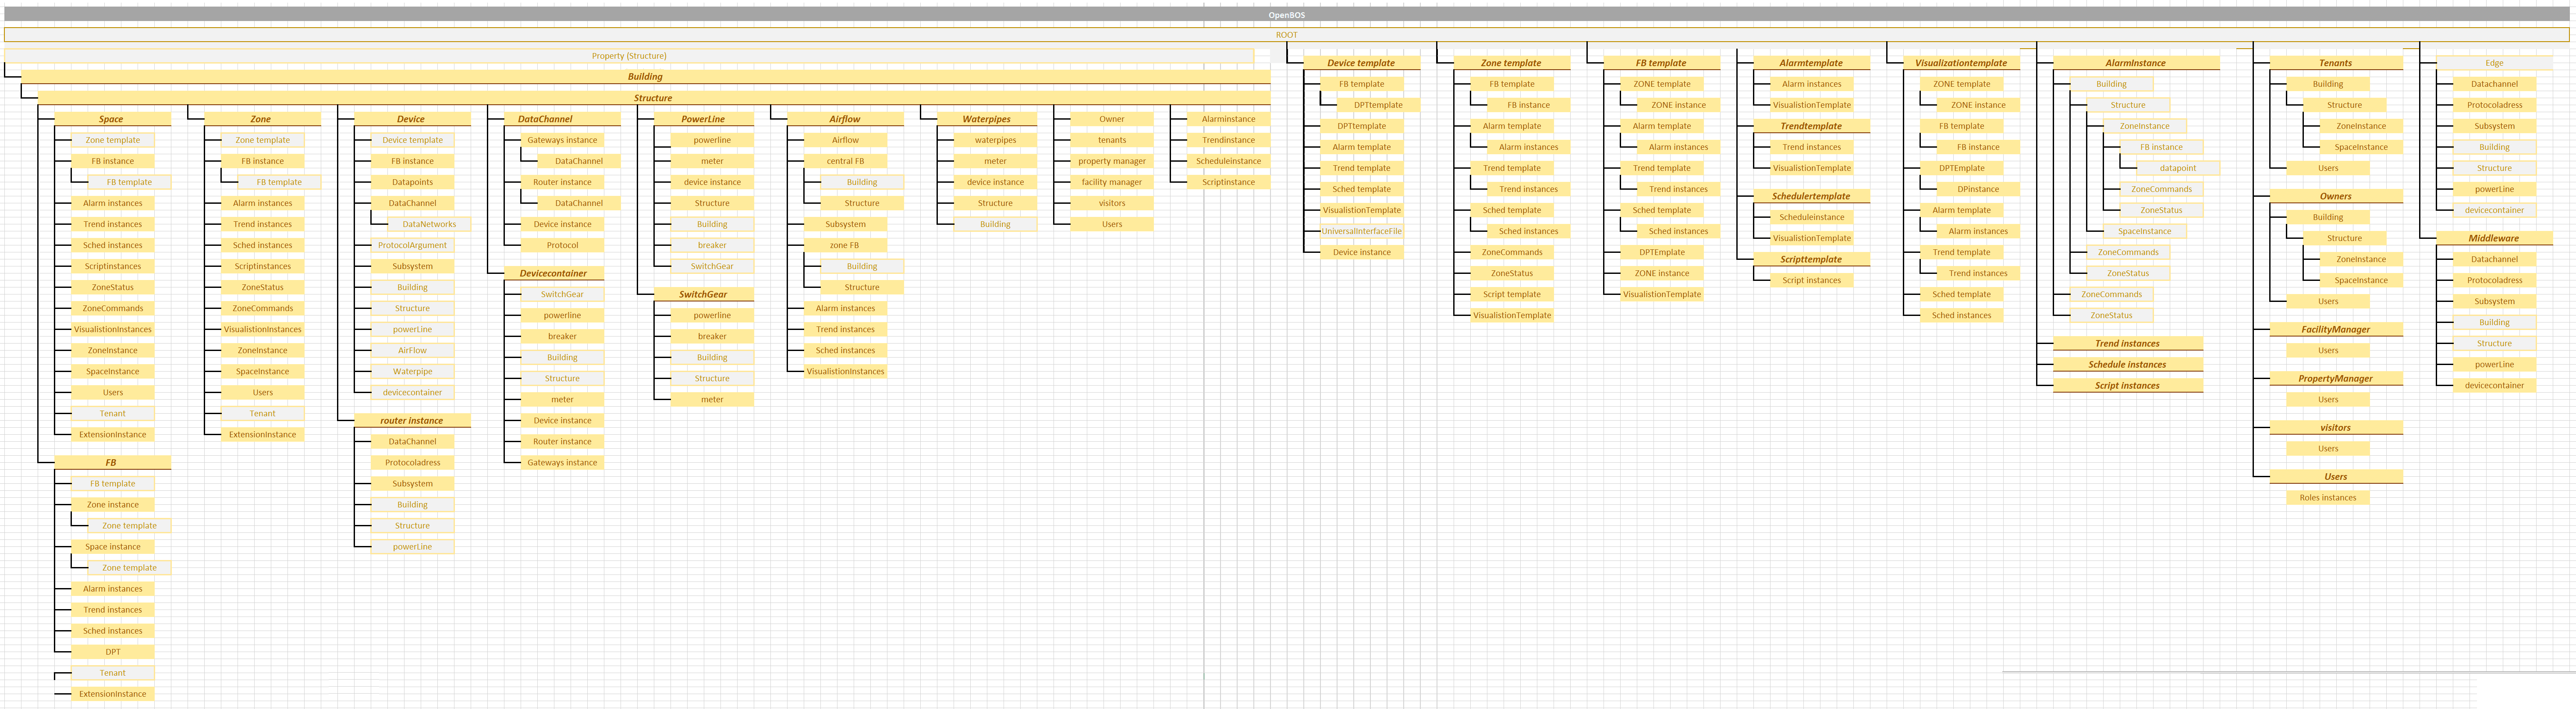 OpenBOS
ROOT
Property (Structure)
Building
Structure
Space
Zone template
FB instance
FB template
Alarm instances
Trend instances
Sched instances
Scriptinstances
ZoneStatus
ZoneCommands
VisualistionInstances
ZoneInstance
SpaceInstance
Users
Tenant
ExtensionInstance
FB
FB template
Zone instance
Zone template
Space instance
Zone template
Alarm instances
Trend instances
Sched instances
DPT
Tenant
ExtensionInstance
Zone
Zone template
FB instance
FB template
Alarm instances
Trend instances
Sched instances
Scriptinstances
ZoneStatus
ZoneCommands
VisualistionInstances
ZoneInstance
SpaceInstance
Users
Tenant
ExtensionInstance
Device
Device template
FB instance
Datapoints
DataChannel
DataNetworks
ProtocolArgument
Subsystem
Building
Structure
powerLine
AirFlow
Waterpipe
devicecontainer
router instance
DataChannel
Protocoladress
Subsystem
Building
Structure
powerLine
DataChannel
Gateways instance
DataChannel
Router instance
DataChannel
Device instance
Protocol
Devicecontainer
SwitchGear
powerline
breaker
Building
Structure
meter
Device instance
Router instance
Gateways instance
PowerLine
powerline
meter
device instance
Structure
Building
breaker
SwitchGear
SwitchGear
powerline
breaker
Building
Structure
meter
Airflow
Airflow
central FB
Building
Structure
Subsystem
zone FB
Building
Structure
Alarm instances
Trend instances
Sched instances
VisualistionInstances
Waterpipes
waterpipes
meter
device instance
Structure
Building
Owner
tenants
property manager
facility manager
visitors
Users
Alarminstance
Trendinstance
Scheduleinstance
Scriptinstance
Device template
FB template
DPTtemplate
DPTtemplate
Alarm template
Trend template
Sched template
VisualistionTemplate
UniversalInterfaceFile
Device instance
Zone template
FB template
FB instance
Alarm template
Alarm instances
Trend template
Trend instances
Sched template
Sched instances
ZoneCommands
ZoneStatus
Script template
VisualistionTemplate
FB template
ZONE template
ZONE instance
Alarm template
Alarm instances
Trend template
Trend instances
Sched template
Sched instances
DPTEmplate
ZONE instance
VisualistionTemplate
Alarmtemplate
Alarm instances
VisualistionTemplate
Trendtemplate
Trend instances
VisualistionTemplate
Schedulertemplate
Scheduleinstance
VisualistionTemplate
Scripttemplate
Script instances
Visualizationtemplate
ZONE template
ZONE instance
FB template
FB instance
DPTEmplate
DPinstance
Alarm template
Alarm instances
Trend template
Trend instances
Sched template
Sched instances
AlarmInstance
Building
Structure
ZoneInstance
FB instance
datapoint
ZoneCommands
ZoneStatus
SpaceInstance
ZoneCommands
ZoneStatus
ZoneCommands
ZoneStatus
Trend instances
Schedule instances
Script instances
Tenants
Building
Structure
ZoneInstance
SpaceInstance
Users
Owners
Building
Structure
ZoneInstance
SpaceInstance
Users
FacilityManager
Users
PropertyManager
Users
visitors
Users
Users
Roles instances
Edge
Datachannel
Protocoladress
Subsystem
Building
Structure
powerLine
devicecontainer
Middleware
Datachannel
Protocoladress
Subsystem
Building
Structure
powerLine
devicecontainer